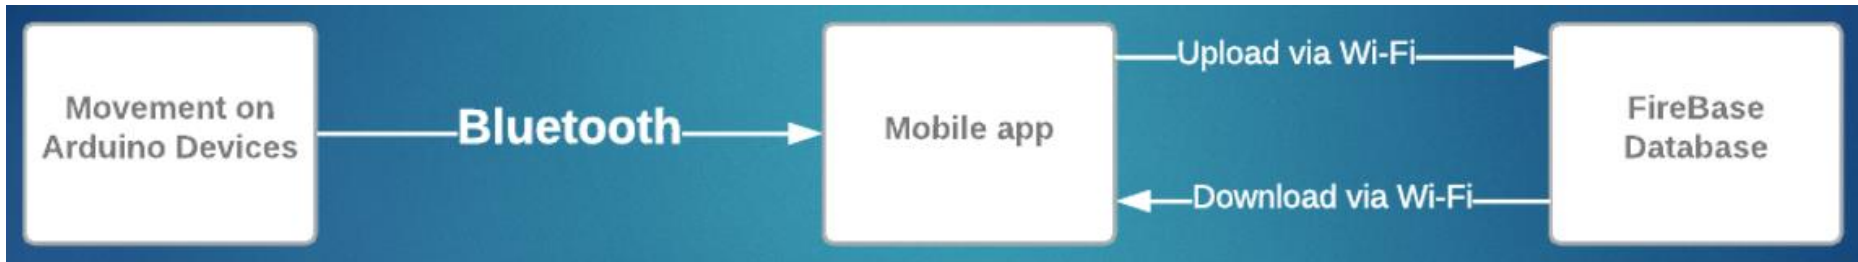 Movement on
Arduino Devices
Bluetooth
Mobile app
Upload via Wi-Fi
Download via Wi-Fi
FireBase
Database